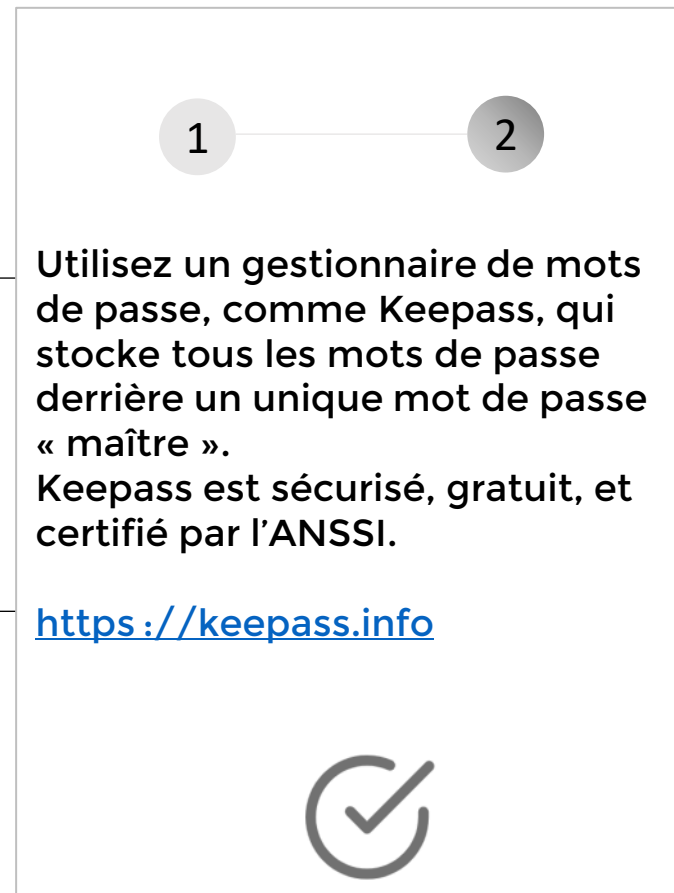 1
2
Utilisez un gestionnaire de mots
de passe, comme Keepass, qui
stocke tous les mots de passe
derrière un unique mot de passe
« maître ».
Keepass est sécurisé, gratuit, et
certifié par l’ANSSI.
https ://keepass.info